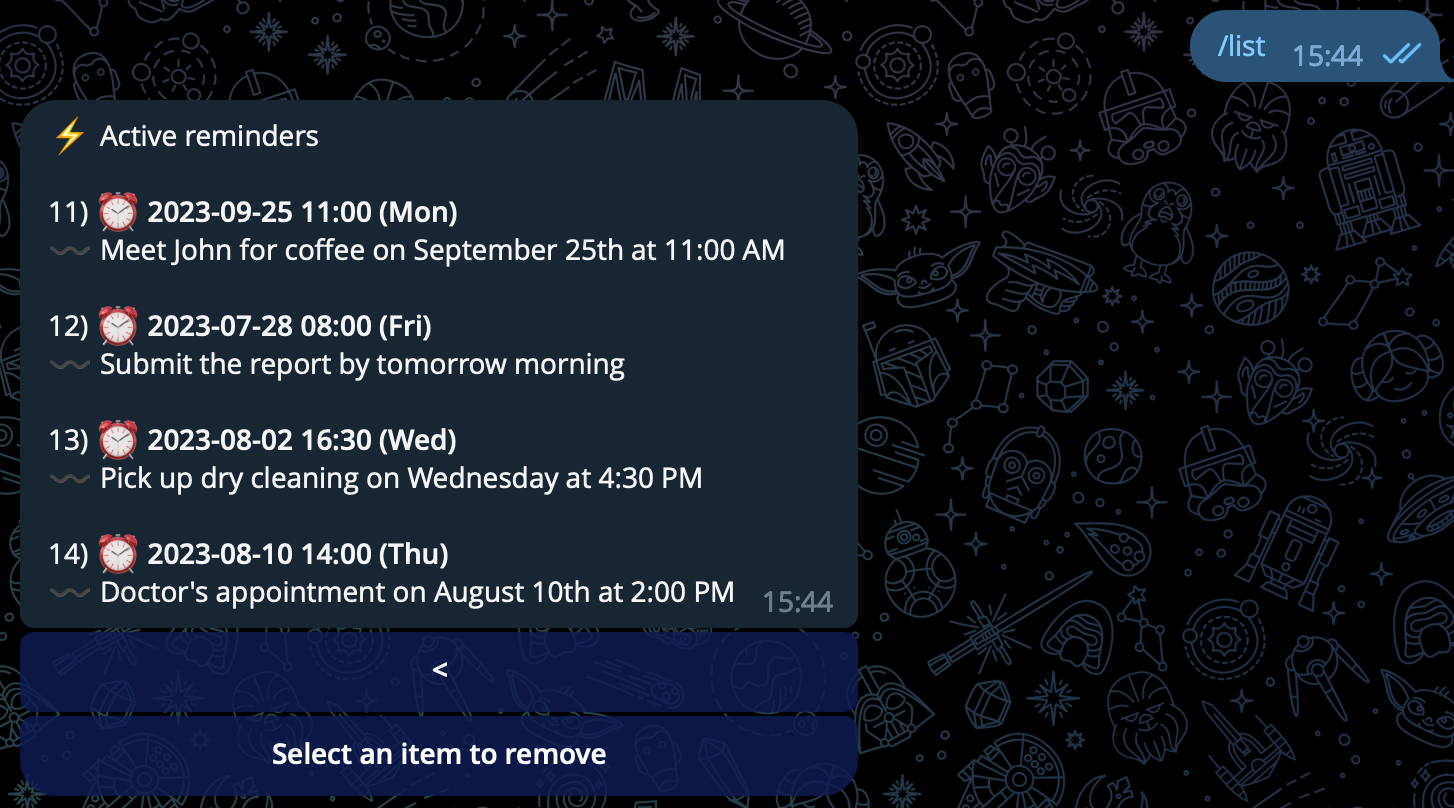 /list 15:44
⚡ Active reminders
11) ⏰ 2023-09-25 11:00 (Mon)
〰️ Meet John for coffee on September 25th at 11:00 AM
12) ⏰ 2023-07-28 08:00 (Fri)
〰️ Submit the report by tomorrow morning
13) ⏰ 2023-08-02 16:30 (Wed)
〰️ Pick up dry cleaning on Wednesday at 4:30 PM
14) ⏰ 2023-08-10 14:00 (Thu)
〰️ Doctor's appointment on August 10th at 2:00 PM 15:44
<
Select an item to remove